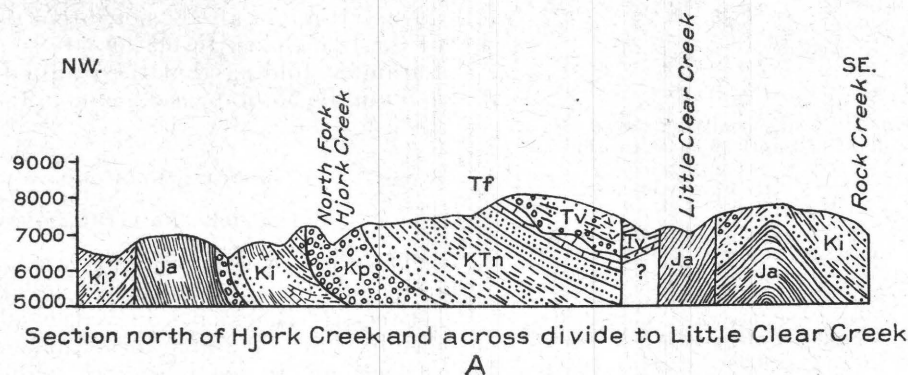 NW.
SE.
North Fork
Hjork Creek
Little Clear Creek
Rock Creek
9000
8000
7000
6000
5000
Tf
Tv
Tv
Ki?
Ja
Ki
Kp
KTn
?
Ja
Ja
Ki
Section north of Hjork Creek and across divide to Little Clear Creek
A